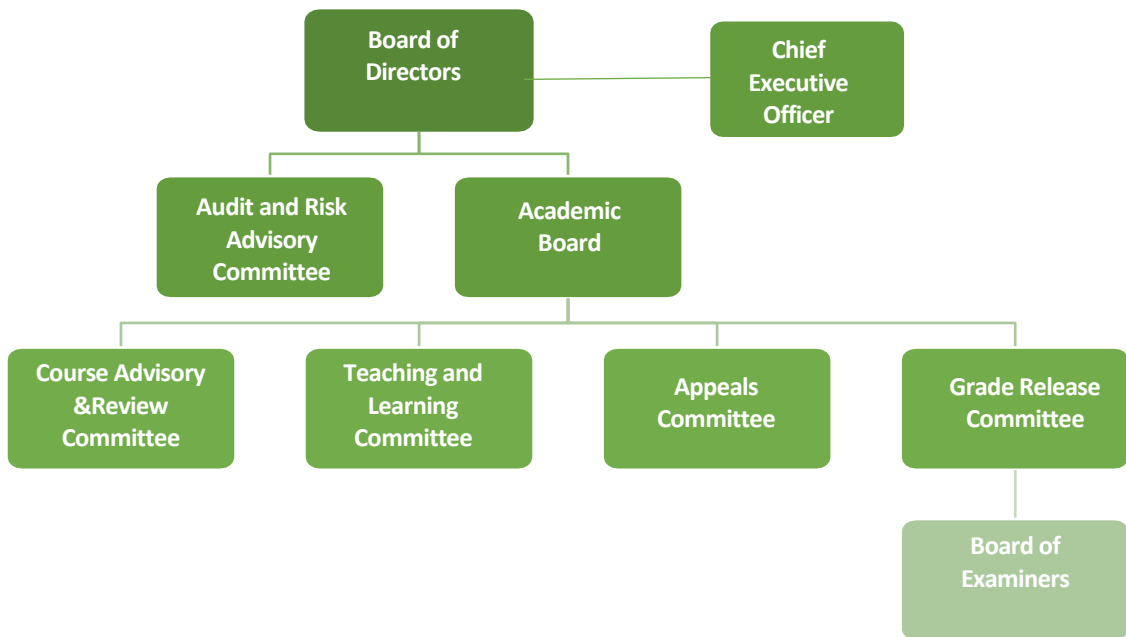 Board of
Directors
Chief
Executive
Officer
Audit and Risk
Advisory
Committee
Academic
Board
Course Advisory
&Review
Committee
Teaching and
Learning
Committee
Appeals
Committee
Grade Release
Committee
Board of
Examiners